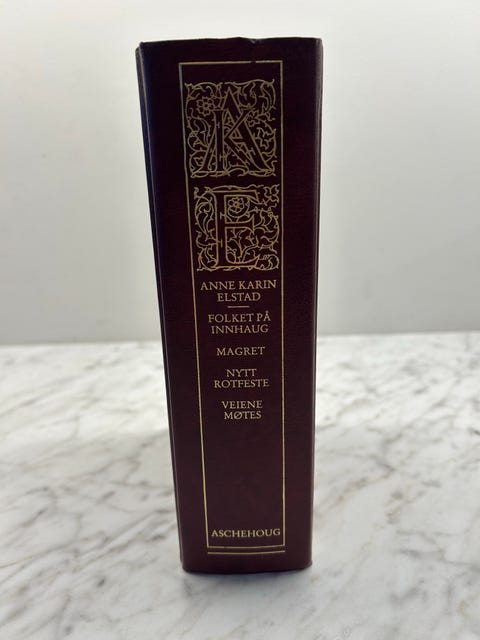 AK
E
ANNE KARIN
ELSTAD
FOLKET PÅ
INNHAUG
MAGRET
NYTT
ROTFESTE
VEIENE
MØTES
ASCHEHOUG